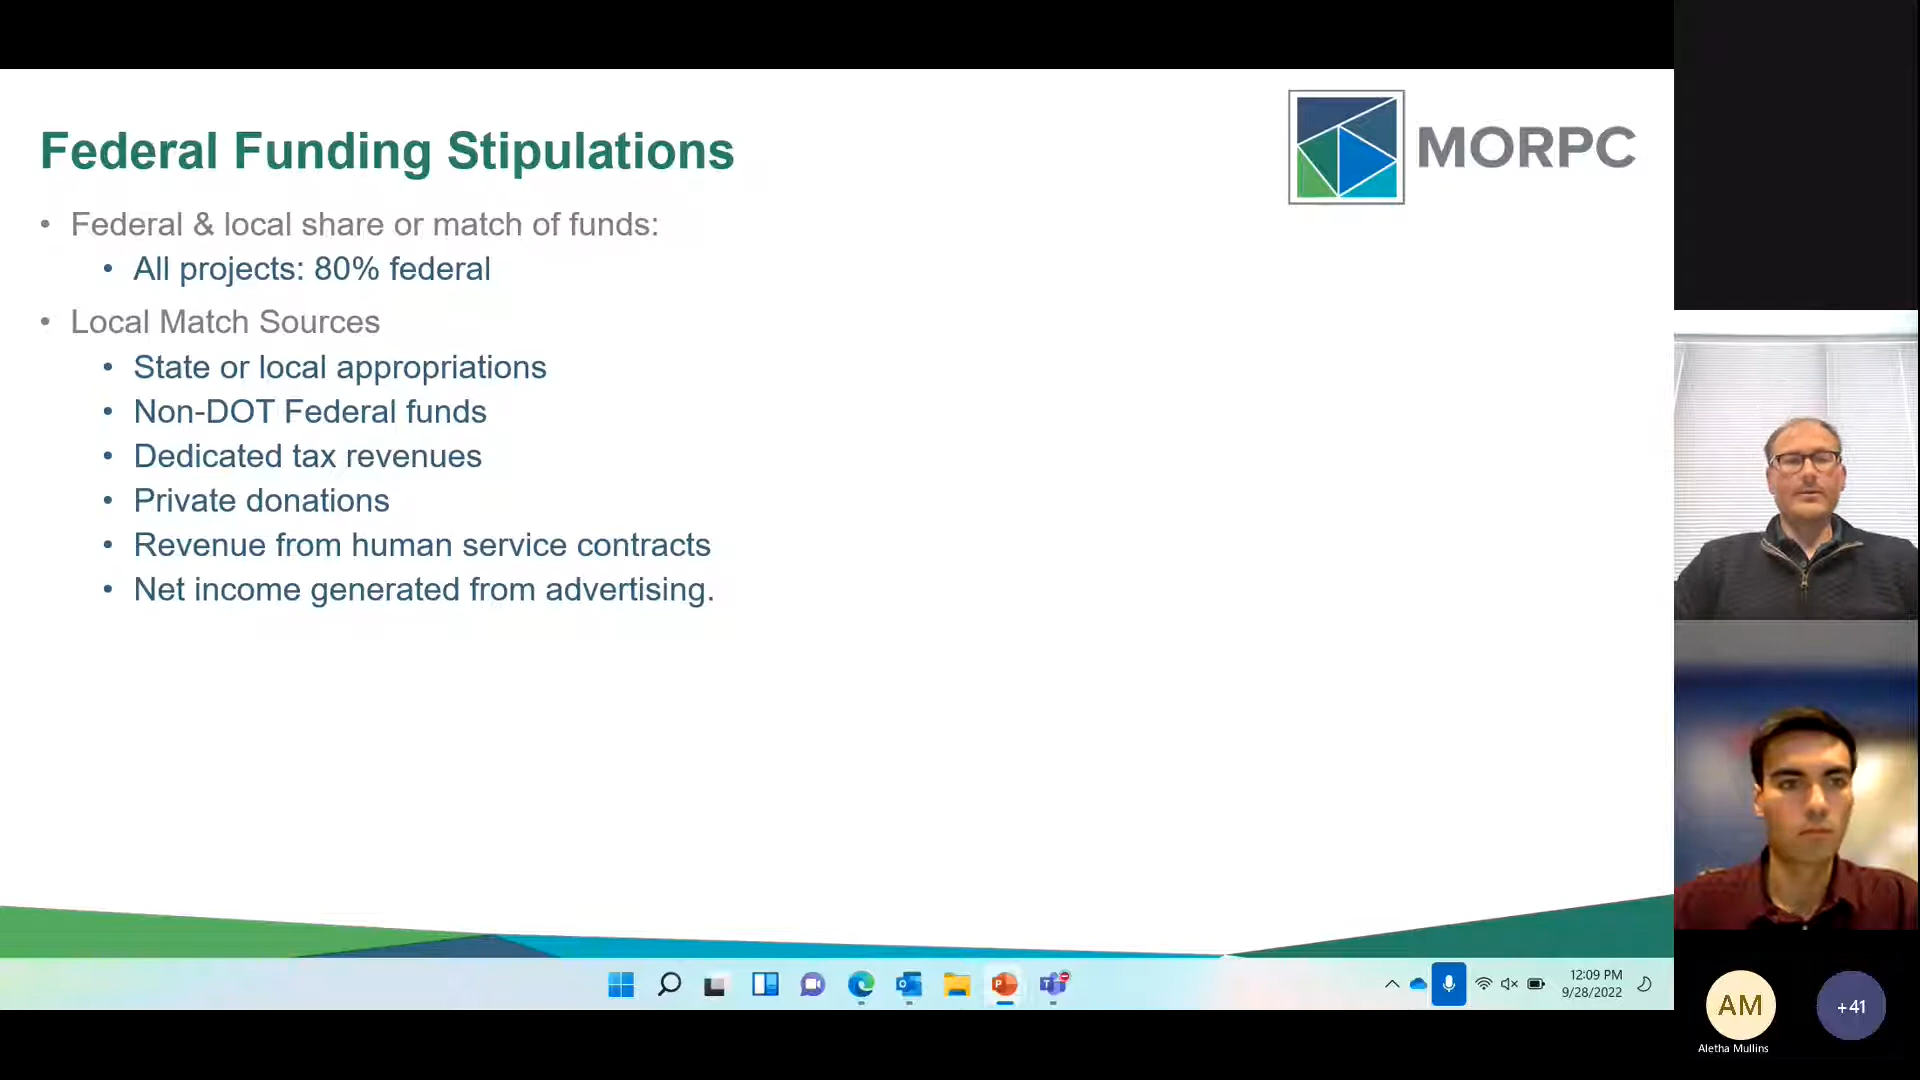 Federal Funding Stipulations
MORPC
• Federal & local share or match of funds:
• All projects: 80% federal
• Local Match Sources
• State or local appropriations
• Non-DOT Federal funds
• Dedicated tax revenues
• Private donations
• Revenue from human service contracts
• Net income generated from advertising.
12:09 PM
9/28/2022
AM
+41
Aletha Mullins